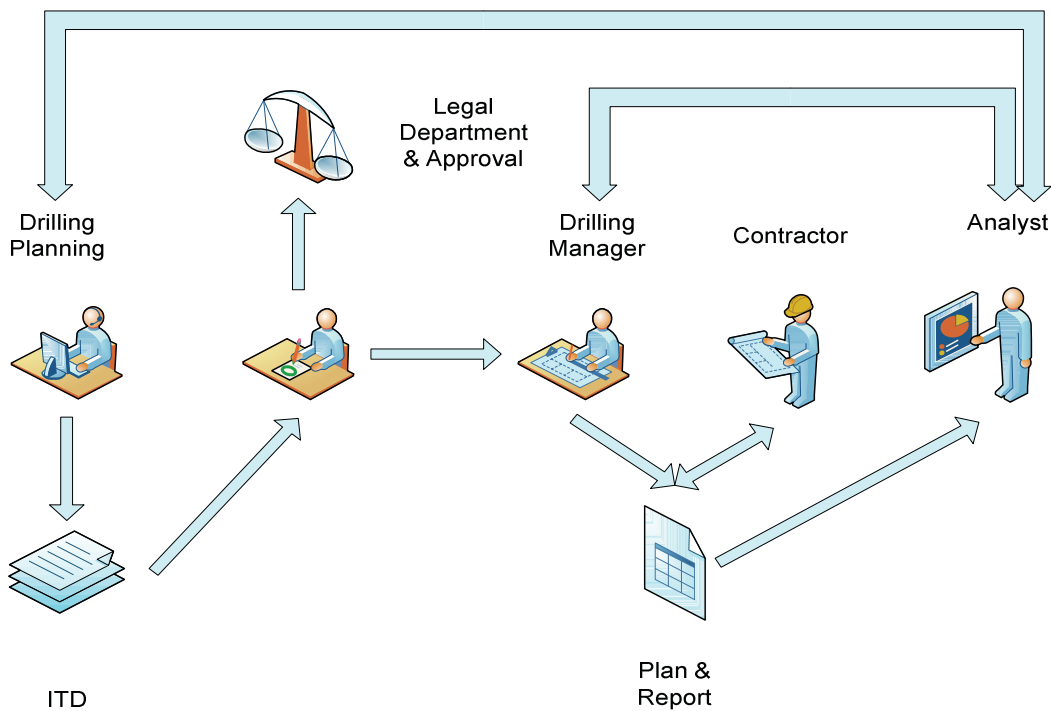 Legal
Department
& Approval
Drilling
Planning
Drilling
Manager
Contractor
Analyst
ITD
Plan &
Report